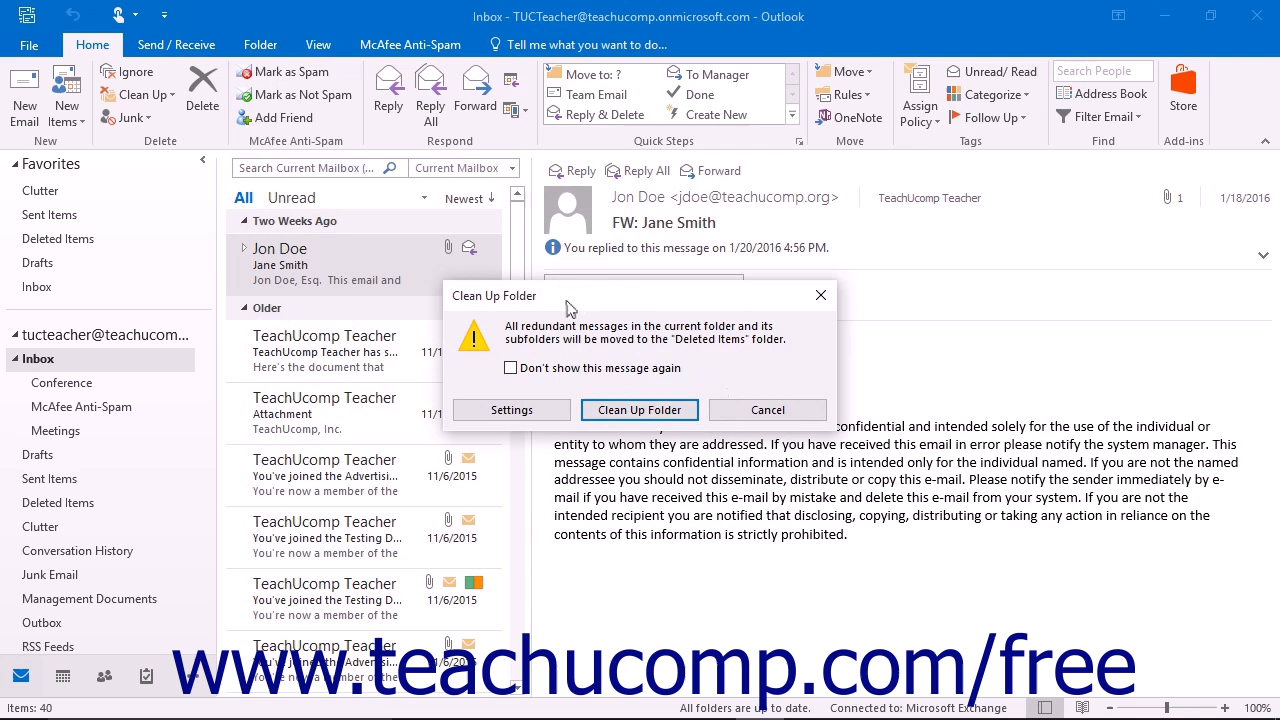 Inbox - TUCTeacher@teachucomp.onmicrosoft.com - Outlook
File Home Send / Receive Folder View McAfee Anti-Spam Tell me what you want to do...
New Email
New Items
Ignore
Clean Up
Junk
Delete
Delete
Mark as Spam
Mark as Not Spam
Add Friend
McAfee Anti-Spam
Reply
Reply All
Forward
Respond
Move to: ?
Team Email
Reply & Delete
To Manager
Done
Create New
Quick Steps
Move
Rules
OneNote
Move
Assign Policy
Unread/ Read
Categorize
Follow Up
Tags
Search People
Address Book
Filter Email
Find
Store
Add-ins
Favorites
Clutter
Sent Items
Deleted Items
Drafts
Inbox
tucteacher@teachucomp.onm...
Inbox
Conference
McAfee Anti-Spam
Meetings
Drafts
Sent Items
Deleted Items
Clutter
Conversation History
Junk Email
Management Documents
Outbox
RSS Feeds
Search Current Mailbox (... Current Mailbox
All Unread Newest
Two Weeks Ago
Jon Doe
Jane Smith
Jon Doe, Esq. This email and
Older
TeachUcomp Teacher
TeachUcomp Teacher has s... 11/1
Here's the document that
TeachUcomp Teacher
Attachment 11/1
TeachUcomp, Inc.
TeachUcomp Teacher
You've joined the Advertisi... 11/6/2015
You're now a member of the
TeachUcomp Teacher
You've joined the Testing D... 11/6/2015
You're now a member of the
TeachUcomp Teacher
You've joined the Testing D... 11/6/2015
You're now a member of the
TeachUcomp Teacher
You've joined the Advertisi...
You're now a member of the
Reply Reply All Forward
Jon Doe <jdoe@teachucomp.org> TeachUcomp Teacher 1 1/18/2016
FW: Jane Smith
You replied to this message on 1/20/2016 4:56 PM.
Clean Up Folder
All redundant messages in the current folder and its
subfolders will be moved to the "Deleted Items" folder.
Don't show this message again
Settings Clean Up Folder Cancel
confidential and intended solely for the use of the individual or
entity to whom they are addressed. If you have received this email in error please notify the system manager. This
message contains confidential information and is intended only for the individual named. If you are not the named
addressee you should not disseminate, distribute or copy this e-mail. Please notify the sender immediately by e-
mail if you have received this e-mail by mistake and delete this e-mail from your system. If you are not the
intended recipient you are notified that disclosing, copying, distributing or taking any action in reliance on the
contents of this information is strictly prohibited.
www.teachucomp.com/free
Items: 40 All folders are up to date. Connected to: Microsoft Exchange 100%